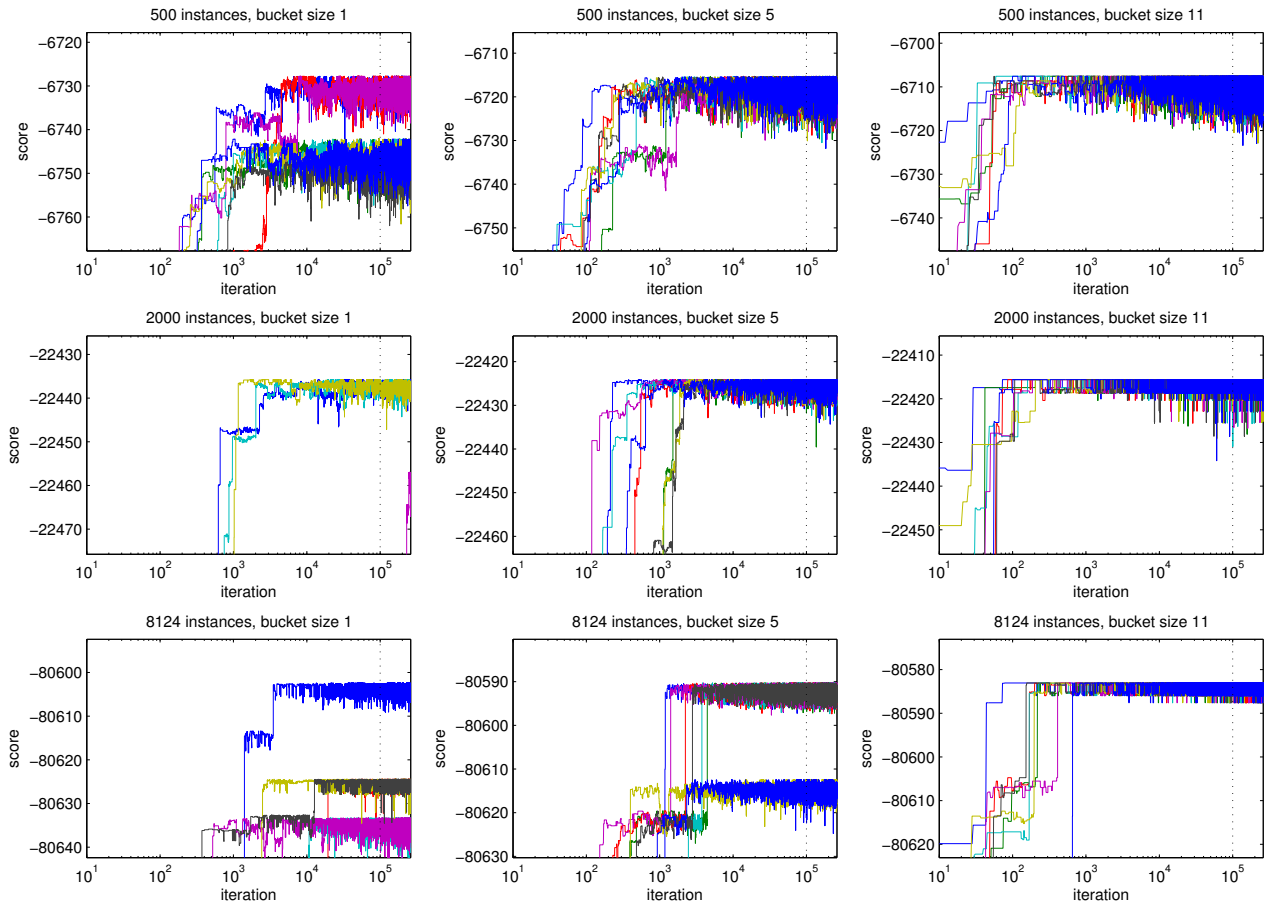 500 instances, bucket size 1
−6720
−6730
−6740
−6750
−6760
score
10^1 10^2 10^3 10^4 10^5
iteration
500 instances, bucket size 5
−6710
−6720
−6730
−6740
−6750
score
10^1 10^2 10^3 10^4 10^5
iteration
500 instances, bucket size 11
−6700
−6710
−6720
−6730
−6740
score
10^1 10^2 10^3 10^4 10^5
iteration
2000 instances, bucket size 1
−22430
−22440
−22450
−22460
−22470
score
10^1 10^2 10^3 10^4 10^5
iteration
2000 instances, bucket size 5
−22420
−22430
−22440
−22450
−22460
score
10^1 10^2 10^3 10^4 10^5
iteration
2000 instances, bucket size 11
−22410
−22420
−22430
−22440
−22450
score
10^1 10^2 10^3 10^4 10^5
iteration
8124 instances, bucket size 1
−80600
−80610
−80620
−80630
−80640
score
10^1 10^2 10^3 10^4 10^5
iteration
8124 instances, bucket size 5
−80590
−80600
−80610
−80620
−80630
score
10^1 10^2 10^3 10^4 10^5
iteration
8124 instances, bucket size 11
−80580
−80590
−80600
−80610
−80620
score
10^1 10^2 10^3 10^4 10^5
iteration